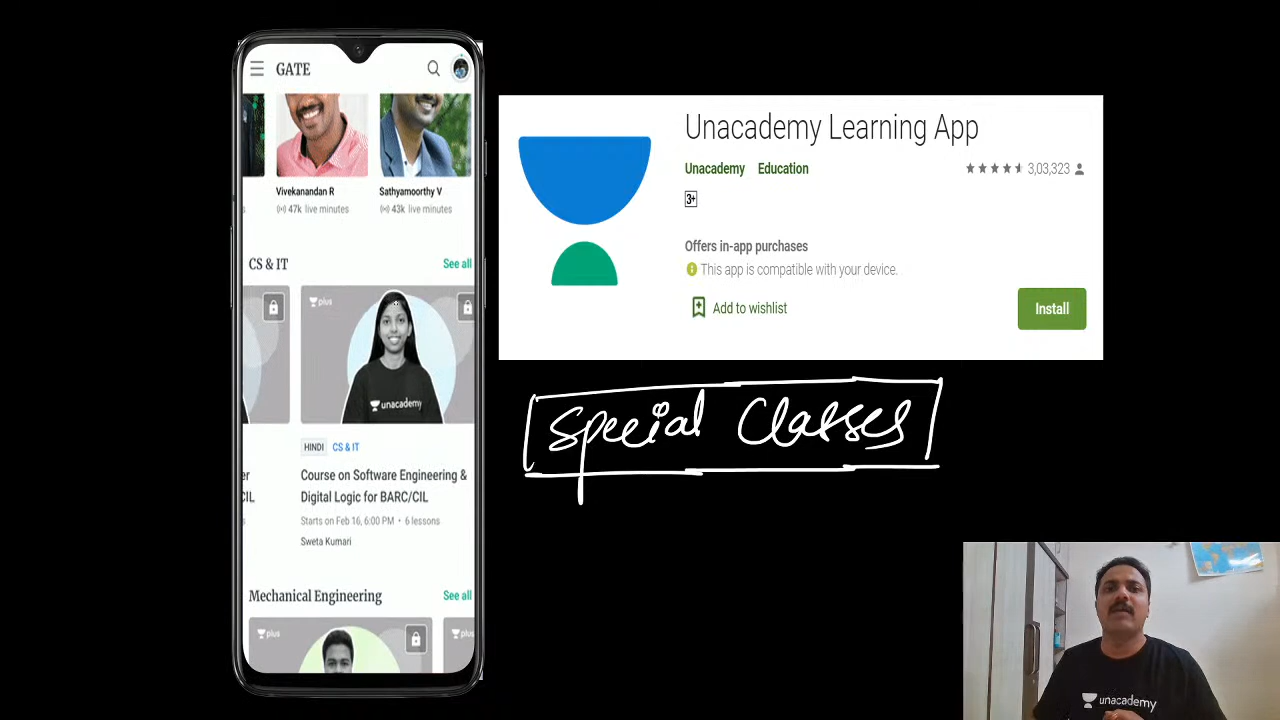 GATE
Vivekanandan R
47k live minutes
Sathyamoorthy V
43k live minutes
CS & IT
See all
plus
unacademy
HINDI CS & IT
Course on Software Engineering &
Digital Logic for BARC/CIL
Starts on Feb 16, 6:00 PM • 6 lessons
Sweta Kumari
er
CIL
Mechanical Engineering
See all
plus
plus
Unacademy Learning App
Unacademy Education
3,03,323
3+
Offers in-app purchases
This app is compatible with your device.
Add to wishlist
Install
Special Classes
unacademy